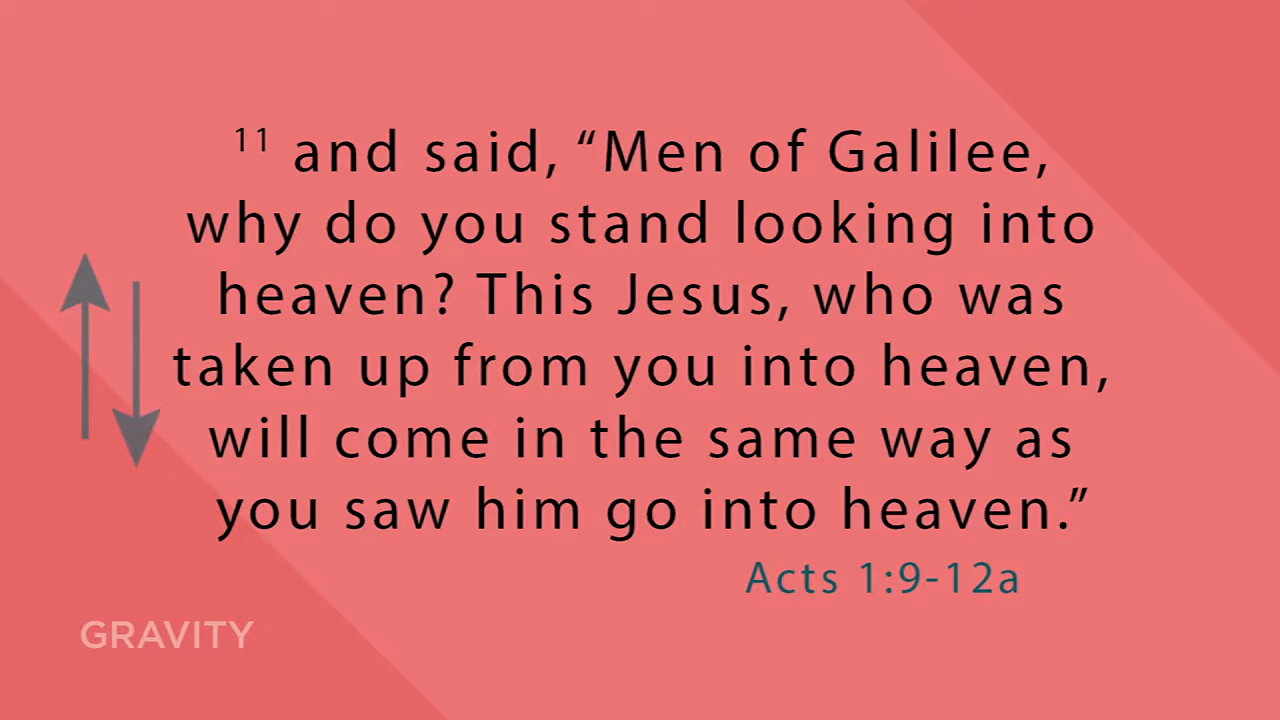 ¹¹ and said, “Men of Galilee,
why do you stand looking into
heaven? This Jesus, who was
taken up from you into heaven,
will come in the same way as
you saw him go into heaven.”
Acts 1:9-12a
GRAVITY